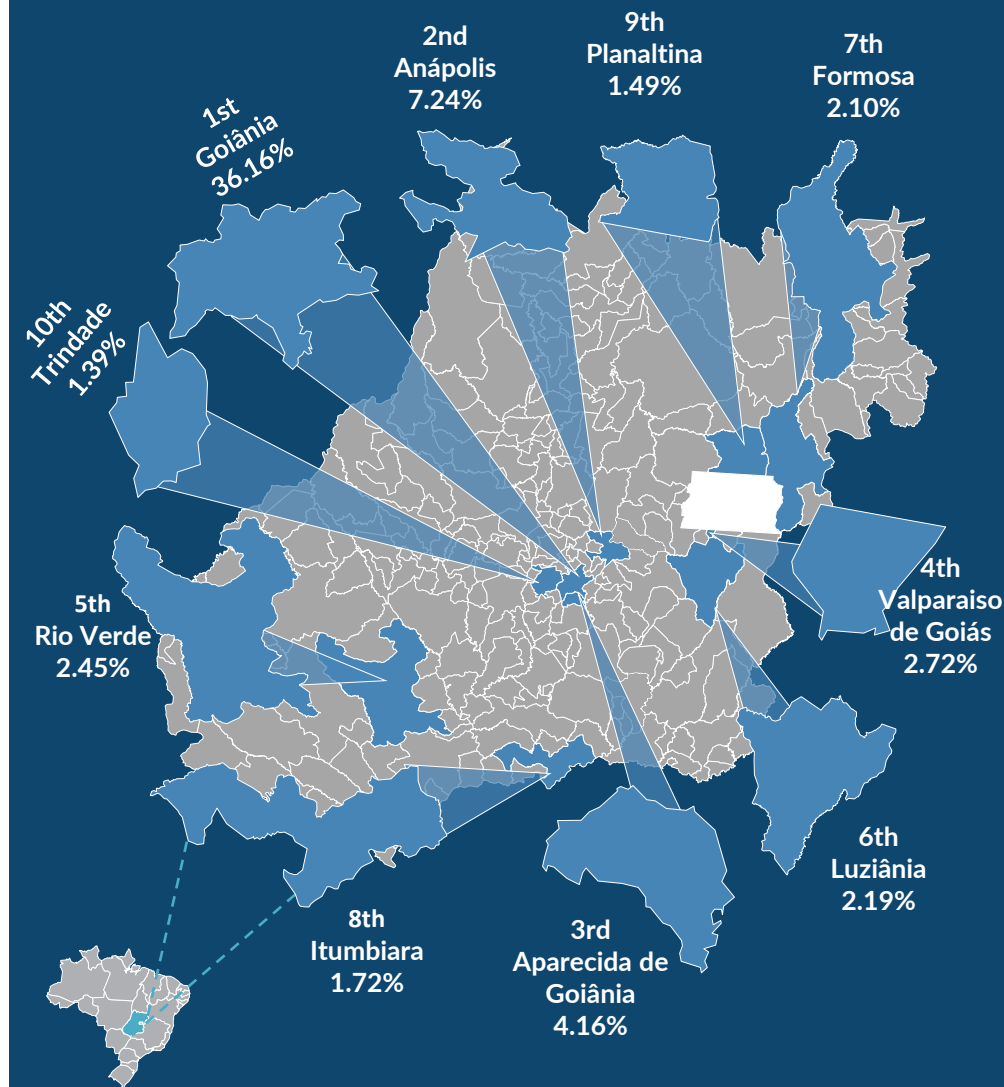 1st
Goiânia
36.16%
2nd
Anápolis
7.24%
9th
Planaltina
1.49%
7th
Formosa
2.10%
10th
Trindade
1.39%
5th
Rio Verde
2.45%
4th
Valparaiso
de Goiás
2.72%
6th
Luziânia
2.19%
8th
Itumbiara
1.72%
3rd
Aparecida de
Goiânia
4.16%